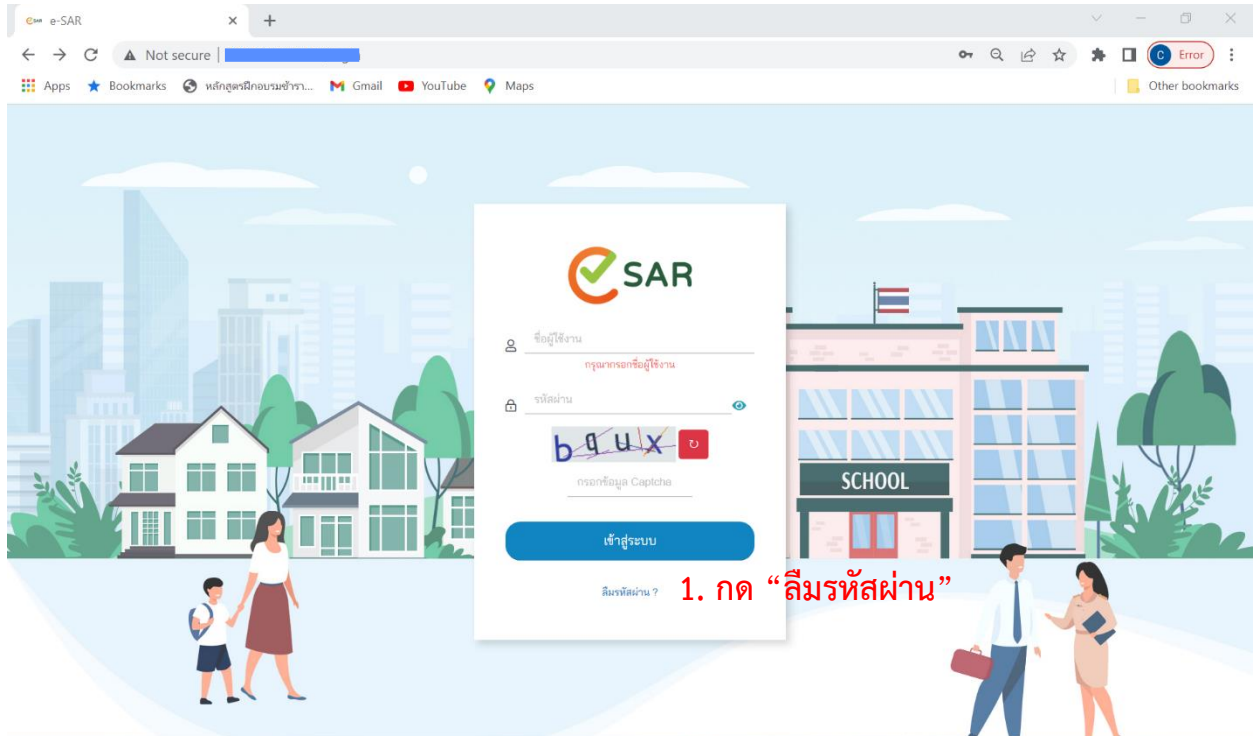 e-SAR
Not secure
Error
Apps Bookmarks หลักสูตรฝึกอบรมข้ารา... Gmail YouTube Maps Other bookmarks
SAR
ชื่อผู้ใช้งาน
กรุณากรอกชื่อผู้ใช้งาน
รหัสผ่าน
bqux
กรอกข้อมูล Captcha
SCHOOL
เข้าสู่ระบบ
ลืมรหัสผ่าน ?
1. กด “ลืมรหัสผ่าน”